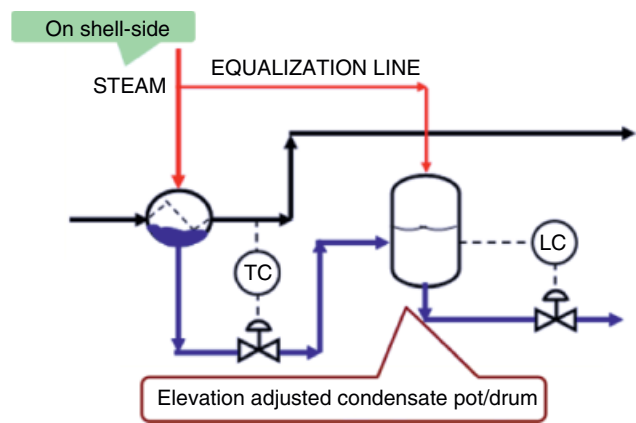 On shell-side
EQUALIZATION LINE
STEAM
LC
TC
Elevation adjusted condensate pot/drum